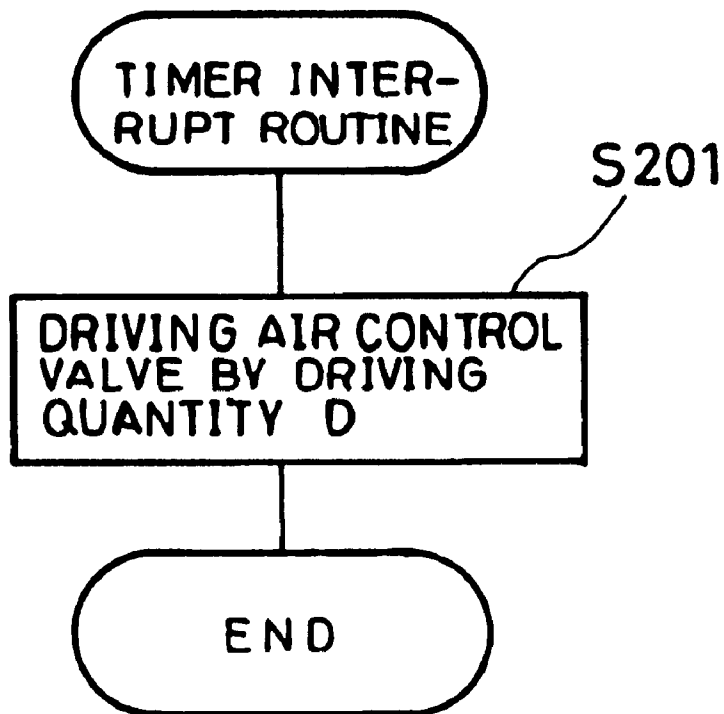 TIMER INTER-
RUPT ROUTINE
S201
DRIVING AIR CONTROL
VALVE BY DRIVING
QUANTITY D
END